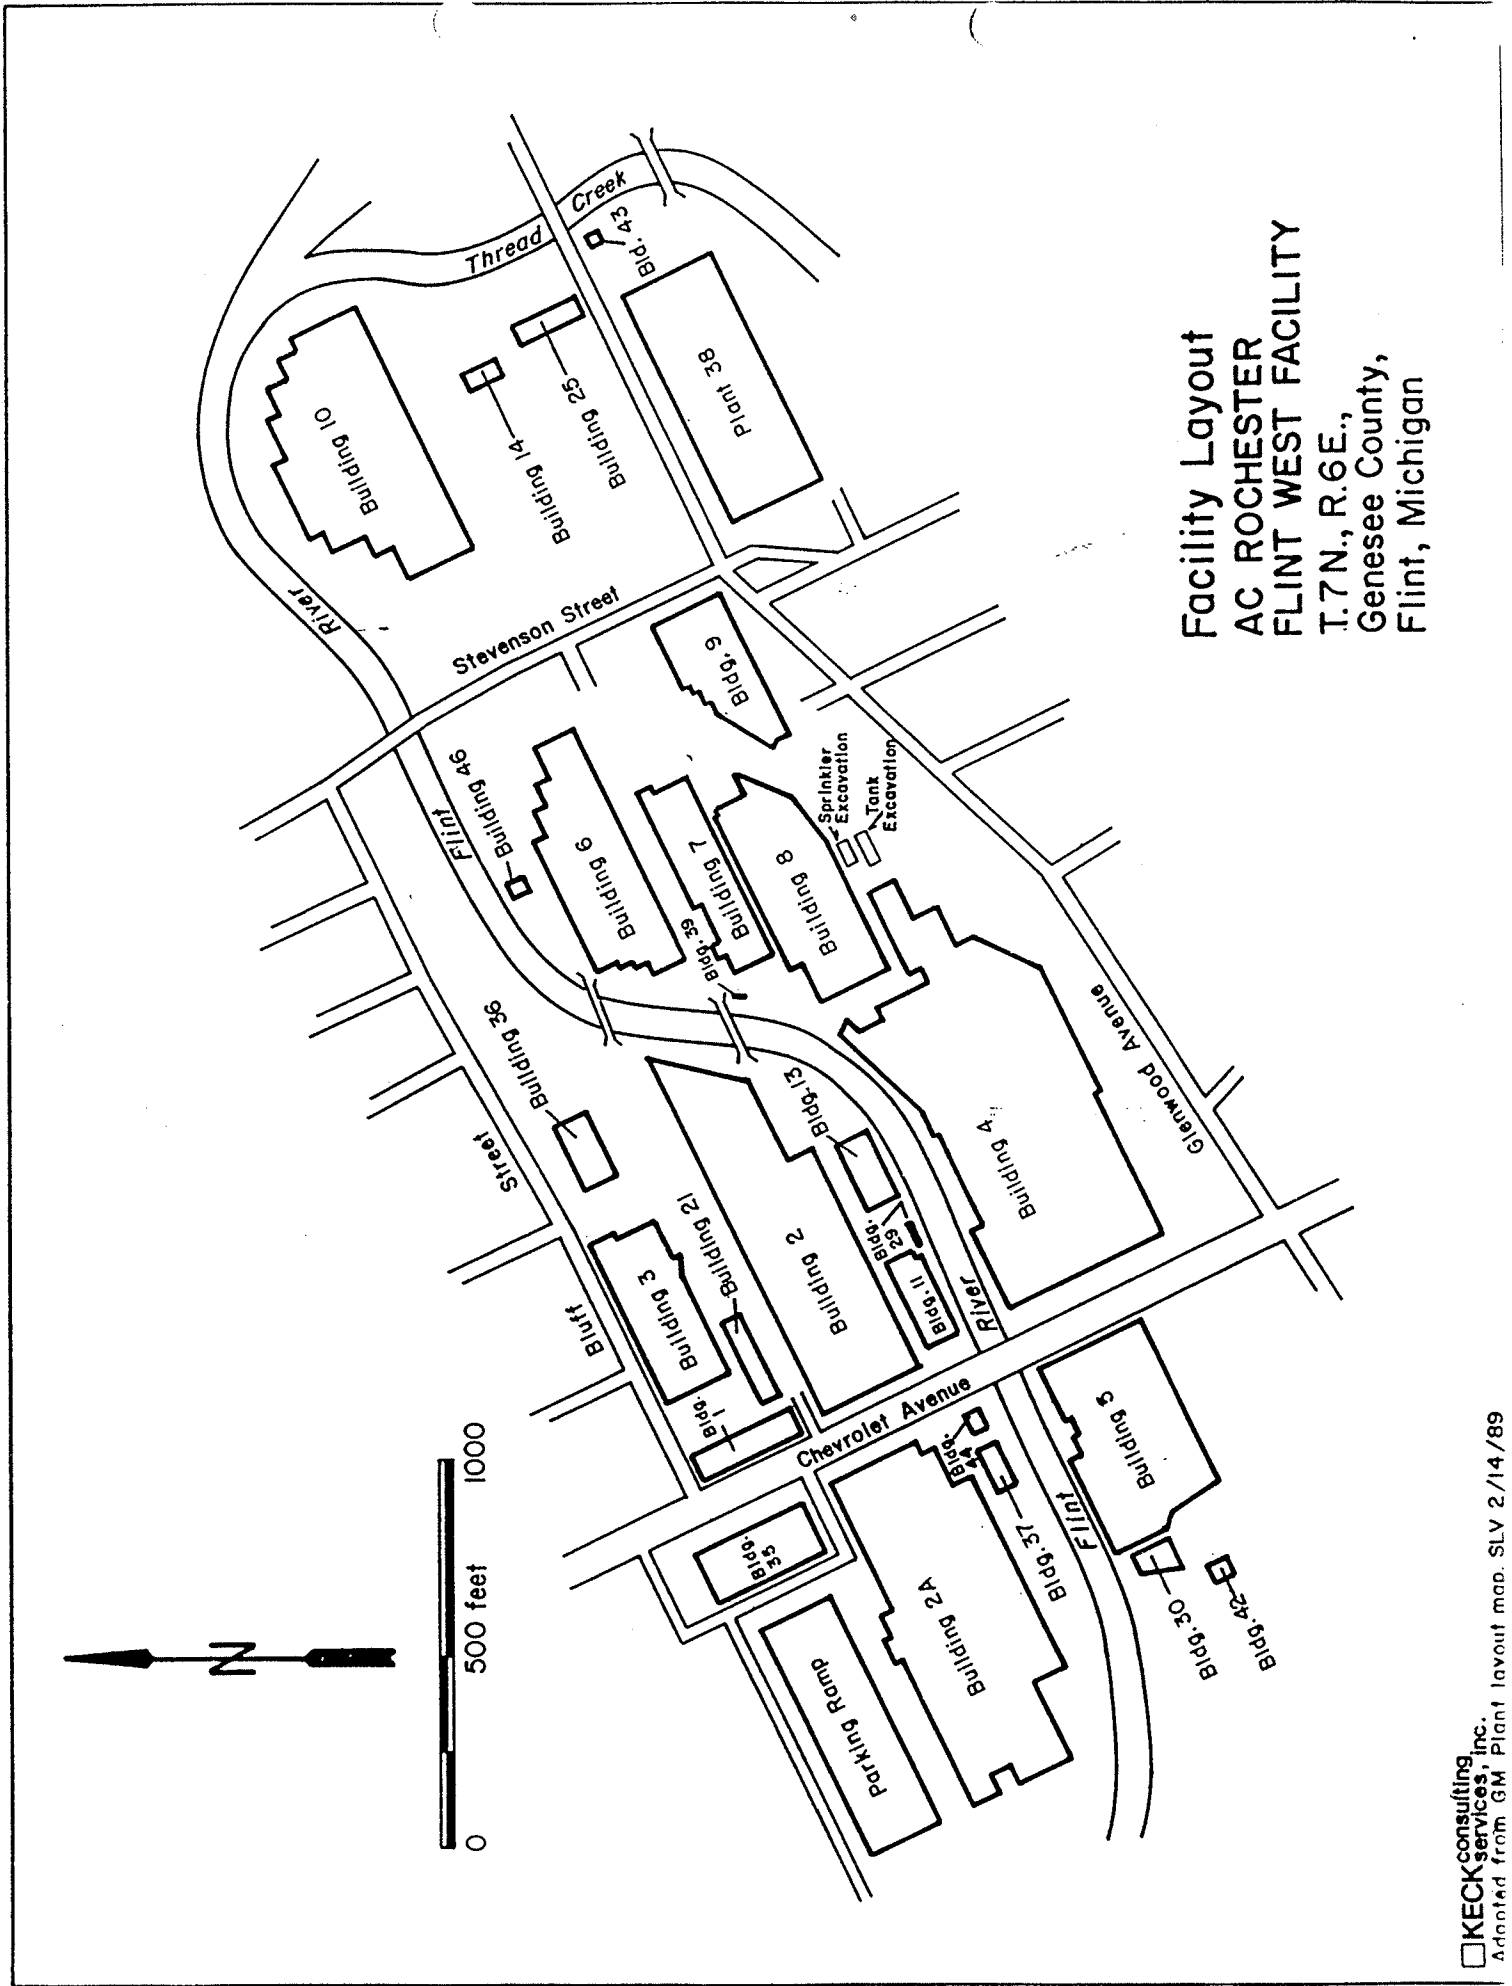 Facility Layout
AC ROCHESTER
FLINT WEST FACILITY
T.7N., R.6E.,
Genesee County,
Flint, Michigan
N
0
500 feet
1000
Parking Ramp
Bldg.
35
Building 2A
Bldg.
44
Bldg. 37
Flint
Building 5
Bldg. 30
Bldg. 42
Chevrolet Avenue
Bldg.
1
Building 3
Building 21
Building 2
Bldg. 11
Bldg.
29
Bldg. 13
River
Bluff
Street
Building 36
Building 4
Glenwood Avenue
Bldg. 39
Building 46
Flint
Building 6
Building 7
Building 8
Sprinkler
Excavation
Tank
Excavation
Bldg. 9
Stevenson Street
River
Building 10
Building 14
Building 25
Plant 38
Bld. 43
Thread
Creek
KECK consulting
services, inc.
Adapted from GM Plant layout map. SLV 2/14/89